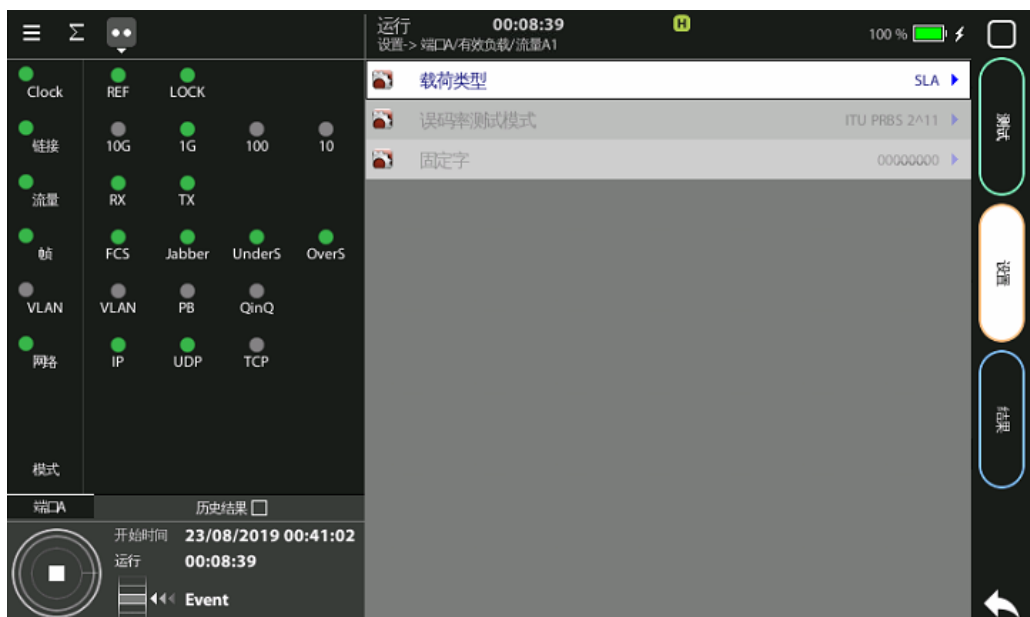 Σ
运行 00:08:39 H 100 %
设置-> 端口A/有效负载/流量A1
Clock REF LOCK
链接 10G 1G 100 10
流量 RX TX
帧 FCS Jabber UnderS OverS
VLAN VLAN PB QinQ
网络 IP UDP TCP
模式
端口A 历史结果
开始时间 23/08/2019 00:41:02
运行 00:08:39
Event
载荷类型 SLA
误码率测试模式 ITU PRBS 2^11
固定字 00000000
测试
设置
结果